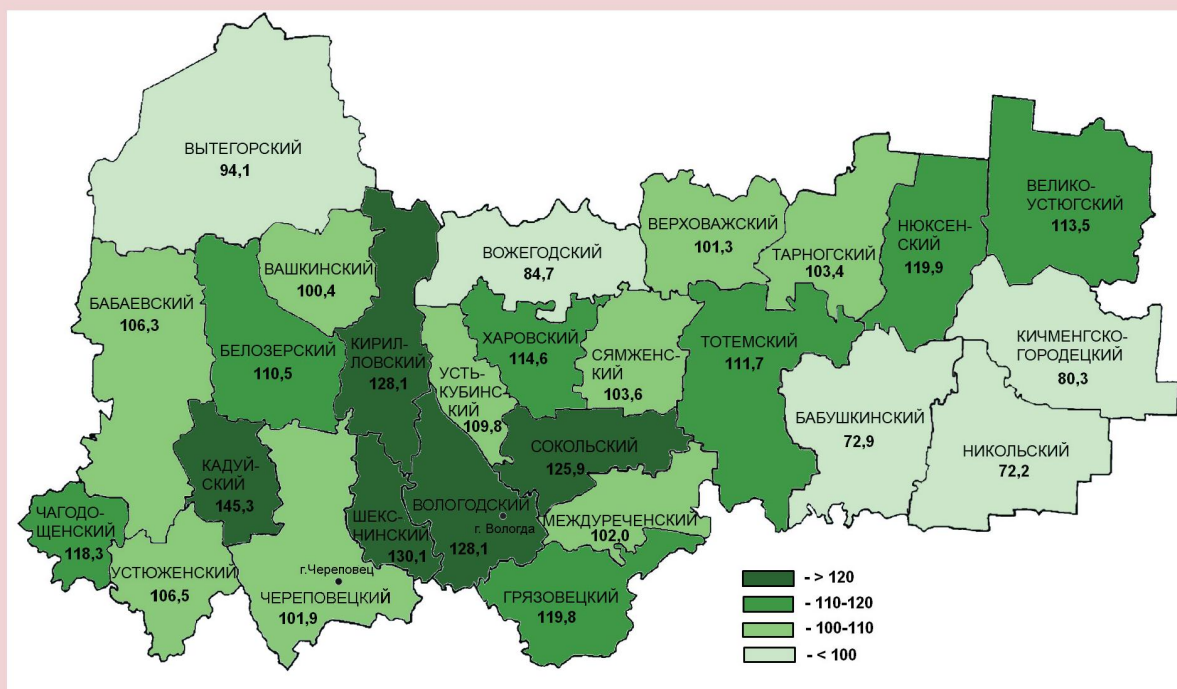 ВЫТЕГОРСКИЙ
94,1
ВЕЛИКО-
УСТЮГСКИЙ
113,5
ВЕРХОВАЖСКИЙ
101,3
НЮКСЕН-
СКИЙ
119,9
ТАРНОГСКИЙ
103,4
ВОЖЕГОДСКИЙ
84,7
ВАШКИНСКИЙ
100,4
БАБАЕВСКИЙ
106,3
БЕЛОЗЕРСКИЙ
110,5
КИРИЛ-
ЛОВСКИЙ
128,1
УСТЬ-
КУБИНС-
КИЙ
109,8
ХАРОВСКИЙ
114,6
СЯМЖЕНС-
КИЙ
103,6
ТОТЕМСКИЙ
111,7
КИЧМЕНГСКО-
ГОРОДЕЦКИЙ
80,3
БАБУШКИНСКИЙ
72,9
НИКОЛЬСКИЙ
72,2
СОКОЛЬСКИЙ
125,9
КАДУЙ-
СКИЙ
145,3
ЧАГОДО-
ЩЕНСКИЙ
118,3
УСТЮЖЕНСКИЙ
106,5
г.Череповец
ЧЕРЕПОВЕЦКИЙ
101,9
ШЕКС-
НИНСКИЙ
130,1
ВОЛОГОДСКИЙ
г. Вологда
128,1
МЕЖДУРЕЧЕНСКИЙ
102,0
ГРЯЗОВЕЦКИЙ
119,8
- > 120
- 110-120
- 100-110
- < 100